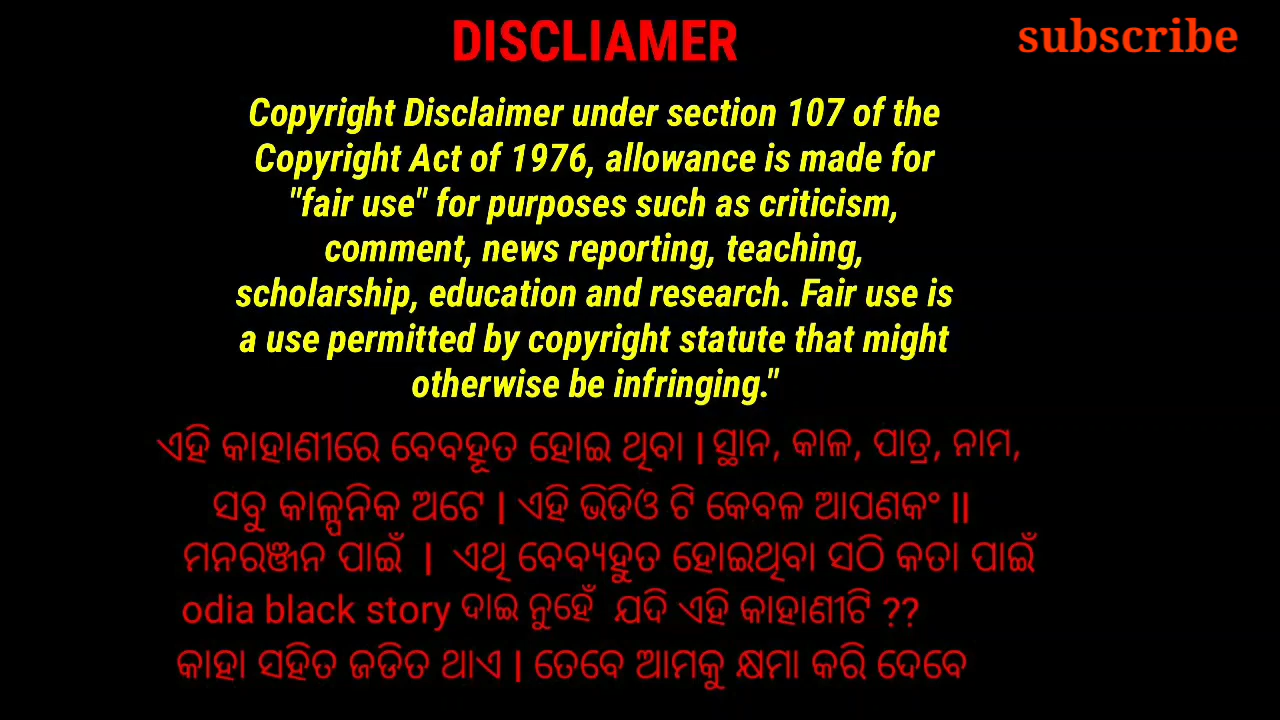 DISCLIAMER
subscribe
Copyright Disclaimer under section 107 of the
Copyright Act of 1976, allowance is made for
"fair use" for purposes such as criticism,
comment, news reporting, teaching,
scholarship, education and research. Fair use is
a use permitted by copyright statute that might
otherwise be infringing."
ଏହି କାହାଣୀରେ ବେବହୂତ ହୋଇ ଥିବା | ସ୍ଥାନ, କାଳ, ପାତ୍ର, ନାମ,
ସବୁ କାଳ୍ପନିକ ଅଟେ | ଏହି ଭିଡିଓ ଟି କେବଳ ଆପଣକଂ ||
ମନରଞ୍ଜନ ପାଇଁ | ଏଥି ବେବ୍ୟହୁତ ହୋଇଥିବା ସଠି କତା ପାଇଁ
odia black story ଦାଇ ନୁହେଁ ଯଦି ଏହି କାହାଣୀଟି ??
କାହା ସହିତ ଜଡିତ ଥାଏ | ତେବେ ଆମକୁ କ୍ଷମା କରି ଦେବେ